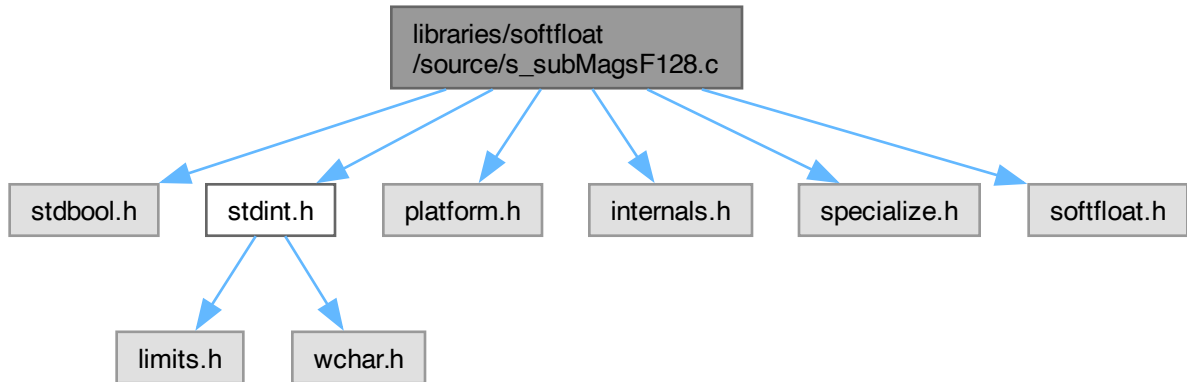 libraries/softfloat
/source/s_subMagsF128.c
stdbool.h
stdint.h
platform.h
internals.h
specialize.h
softfloat.h
limits.h
wchar.h